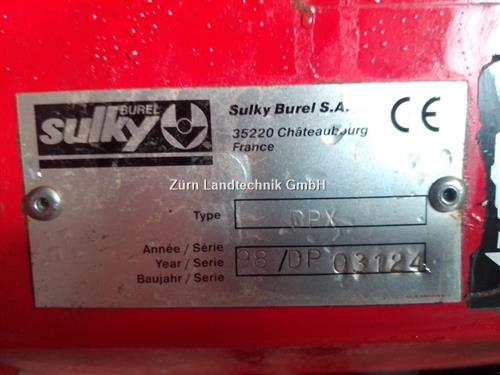 BUREL
sulky
Sulky Burel S.A.
35220 Châteaubourg
France
CE
Zürn Landtechnik GmbH
Type DPX
Année / Série
Year / Serie 98/DP 03124
Baujahr / Serie